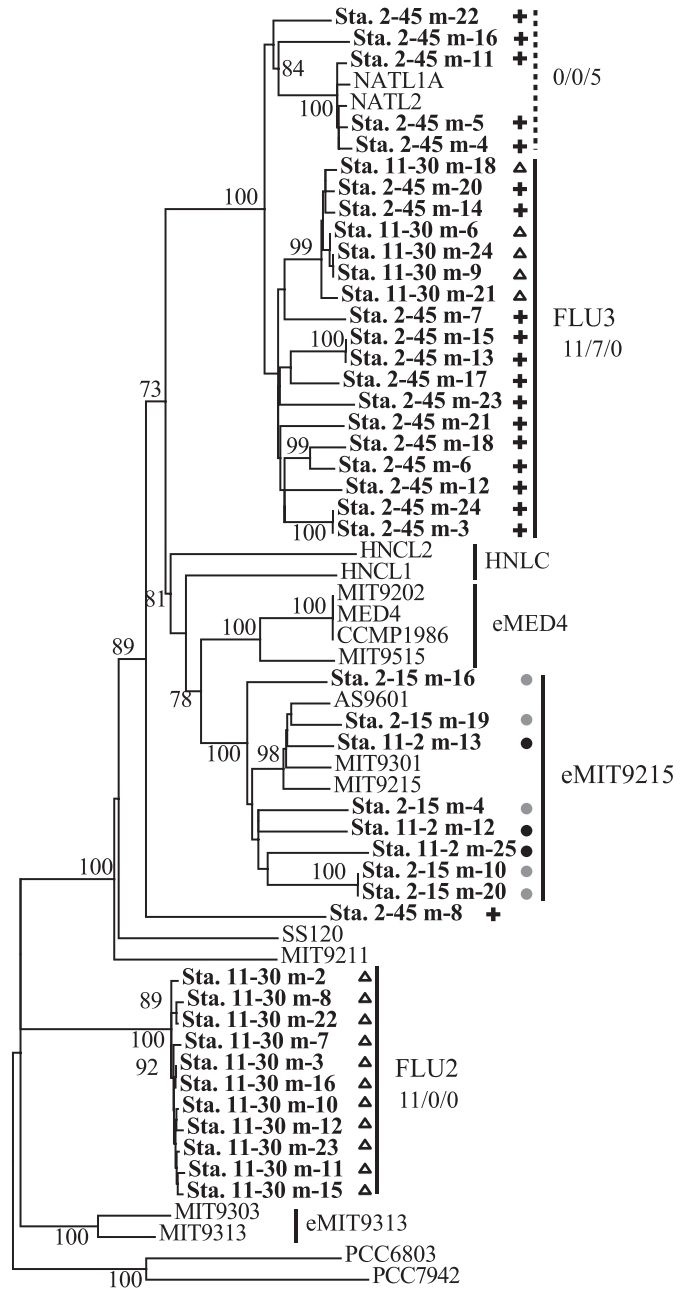 Sta. 2-45 m-22
Sta. 2-45 m-16
84
Sta. 2-45 m-11
0/0/5
NATL1A
100
NATL2
Sta. 2-45 m-5
Sta. 2-45 m-4
Sta. 11-30 m-18
100
Sta. 2-45 m-20
Sta. 2-45 m-14
Sta. 11-30 m-6
99
Sta. 11-30 m-24
Sta. 11-30 m-9
Sta. 11-30 m-21
Sta. 2-45 m-7
FLU3
11/7/0
100
Sta. 2-45 m-15
Sta. 2-45 m-13
Sta. 2-45 m-17
73
Sta. 2-45 m-23
Sta. 2-45 m-21
99
Sta. 2-45 m-18
Sta. 2-45 m-6
Sta. 2-45 m-12
Sta. 2-45 m-24
100
Sta. 2-45 m-3
HNCL2
HNLC
HNCL1
81
MIT9202
100
MED4
100
eMED4
CCMP1986
89
MIT9515
78
Sta. 2-15 m-16
AS9601
Sta. 2-15 m-19
100
98
Sta. 11-2 m-13
MIT9301
eMIT9215
MIT9215
Sta. 2-15 m-4
Sta. 11-2 m-12
Sta. 11-2 m-25
100
100
Sta. 2-15 m-10
Sta. 2-15 m-20
Sta. 2-45 m-8
SS120
MIT9211
Sta. 11-30 m-2
89
Sta. 11-30 m-8
Sta. 11-30 m-22
100
Sta. 11-30 m-7
92
Sta. 11-30 m-3
FLU2
Sta. 11-30 m-16
11/0/0
Sta. 11-30 m-10
Sta. 11-30 m-12
Sta. 11-30 m-23
Sta. 11-30 m-11
Sta. 11-30 m-15
MIT9303
eMIT9313
100
MIT9313
PCC6803
100
PCC7942